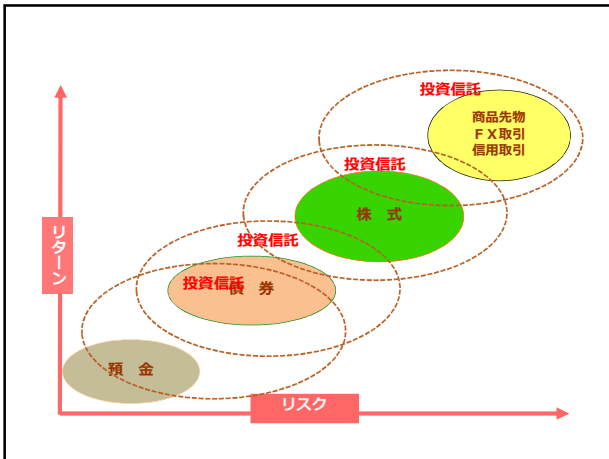 投資信託
商品先物
ＦＸ取引
信用取引
投資信託
株　式
リターン
投資信託
投資信託
債　券
預　金
リスク